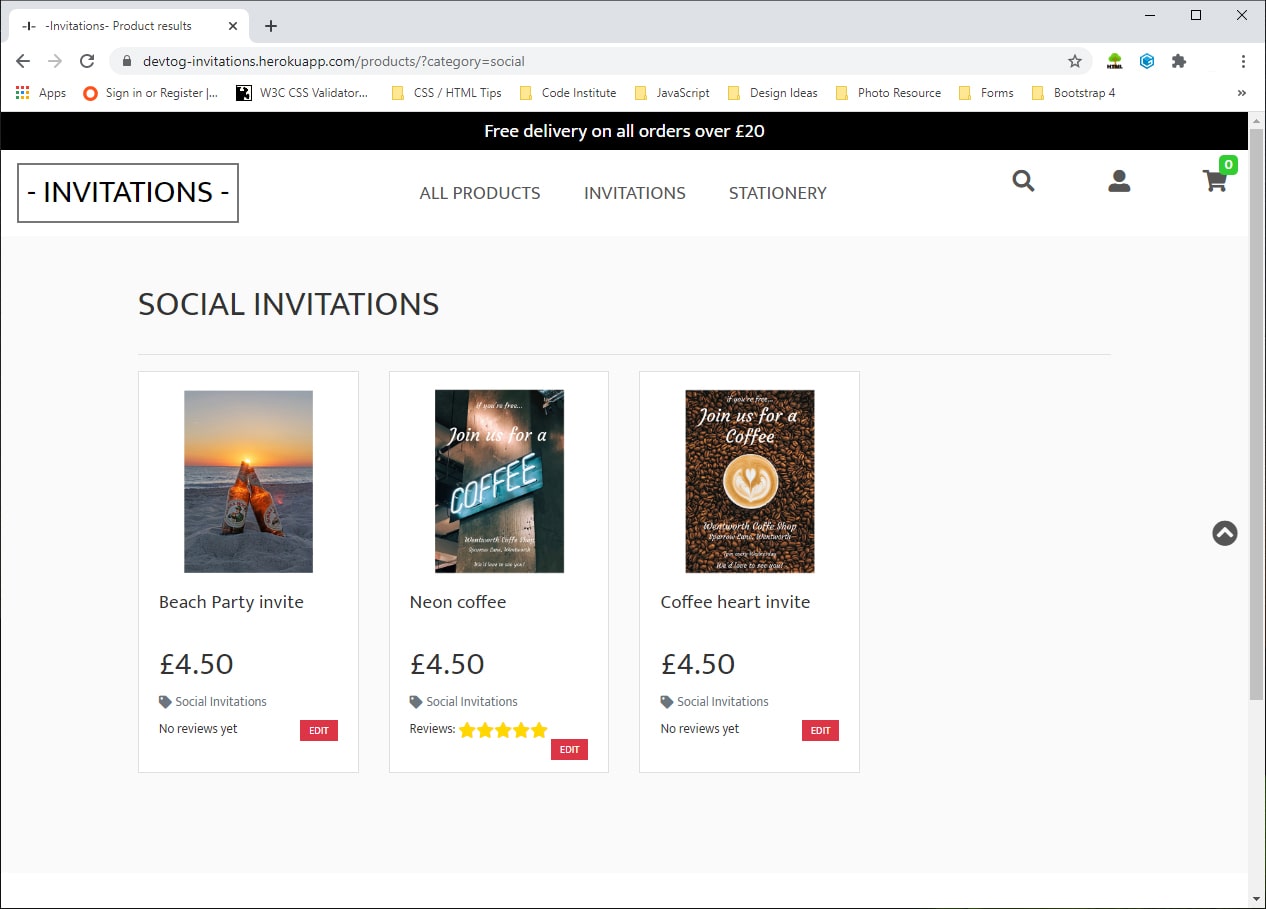 -I- -Invitations- Product results
devtog-invitations.herokuapp.com/products/?category=social
Apps Sign in or Register |... W3C CSS Validator... CSS / HTML Tips Code Institute JavaScript Design Ideas Photo Resource Forms Bootstrap 4 »
Free delivery on all orders over £20
- INVITATIONS -
ALL PRODUCTS INVITATIONS STATIONERY
0
SOCIAL INVITATIONS
if you're free...
Join us for a
COFFEE
Wentworth Coffe Shop
Sparrow Lane, Wentworth
We'd love to see you!
if you're free...
Join us for a
Coffee
Wentworth Coffe Shop
Sparrow Lane, Wentworth
7pm every Wednesday
We'd love to see you!
Beach Party invite
£4.50
Social Invitations
No reviews yet
EDIT
Neon coffee
£4.50
Social Invitations
Reviews:
EDIT
Coffee heart invite
£4.50
Social Invitations
No reviews yet
EDIT